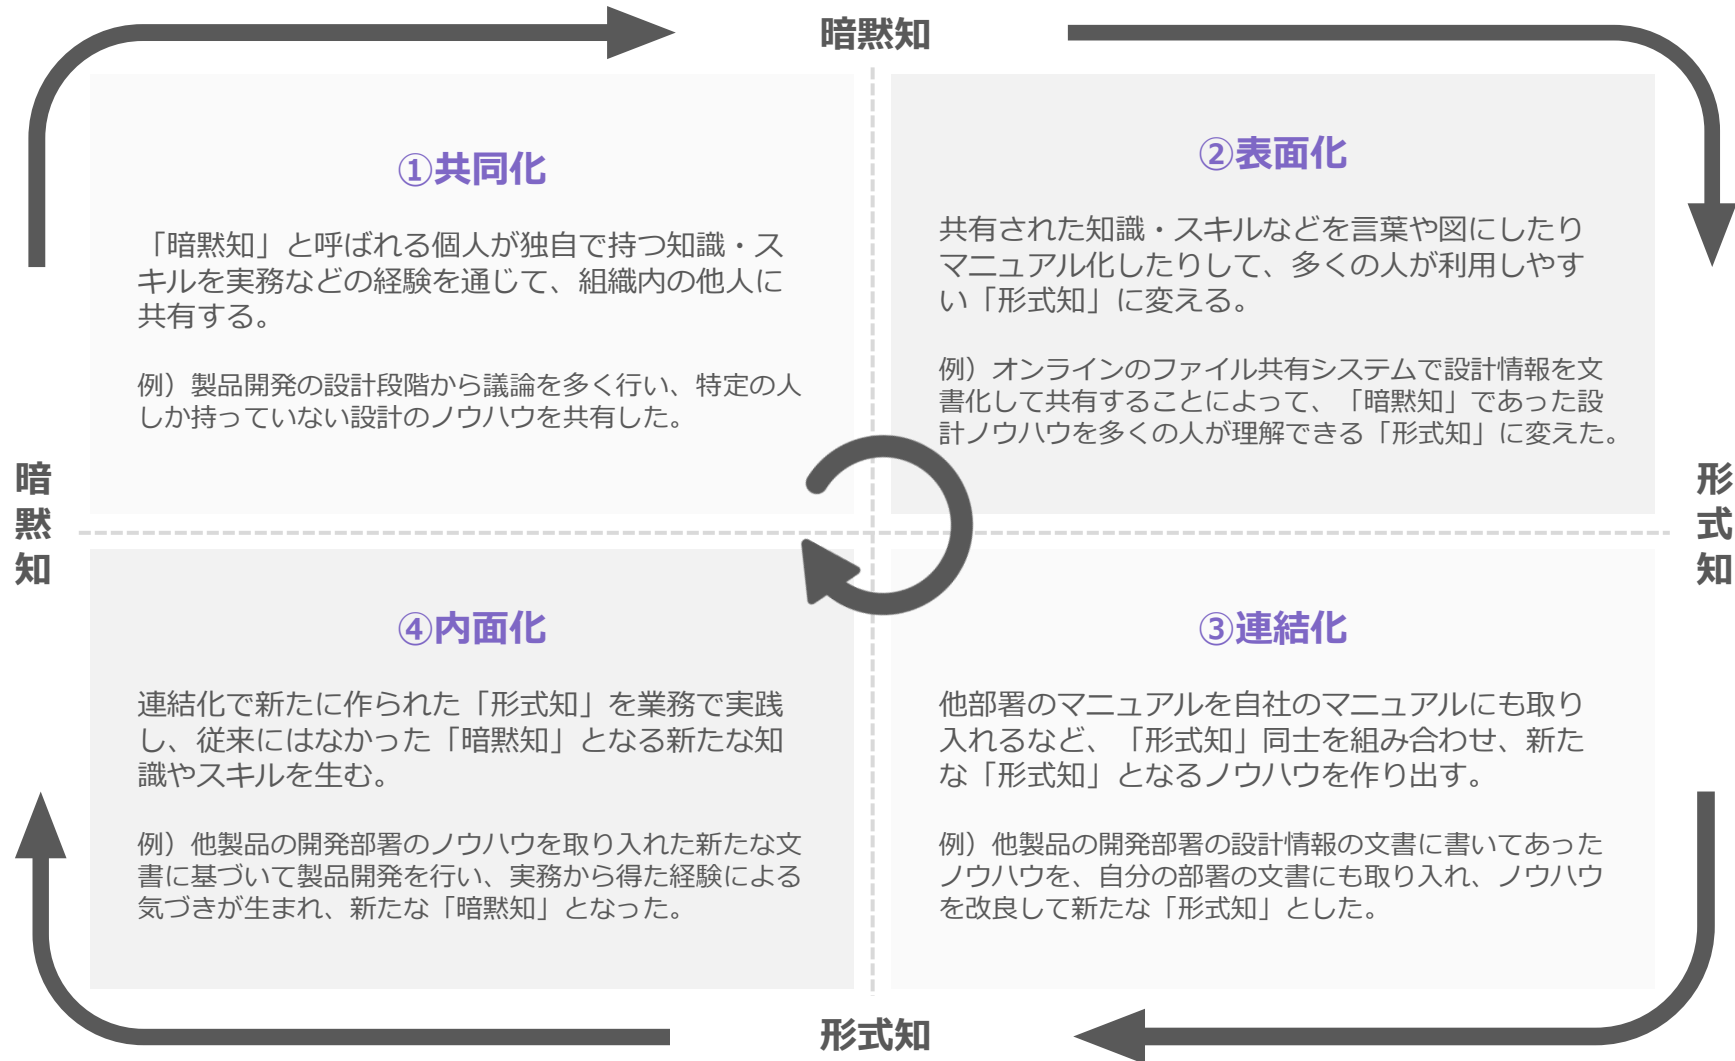 暗黙知
①共同化
「暗黙知」と呼ばれる個人が独自で持つ知識・ス
キルを実務などの経験を通じて、組織内の他人に
共有する。
例）製品開発の設計段階から議論を多く行い、特定の人
しか持っていない設計のノウハウを共有した。
②表面化
共有された知識・スキルなどを言葉や図にしたり
マニュアル化したりして、多くの人が利用しやす
い「形式知」に変える。
例）オンラインのファイル共有システムで設計情報を文
書化して共有することによって、「暗黙知」であった設
計ノウハウを多くの人が理解できる「形式知」に変えた。
暗黙知
形式知
④内面化
連結化で新たに作られた「形式知」を業務で実践
し、従来にはなかった「暗黙知」となる新たな知
識やスキルを生む。
例）他製品の開発部署のノウハウを取り入れた新たな文
書に基づいて製品開発を行い、実務から得た経験による
気づきが生まれ、新たな「暗黙知」となった。
③連結化
他部署のマニュアルを自社のマニュアルにも取り
入れるなど、「形式知」同士を組み合わせ、新た
な「形式知」となるノウハウを作り出す。
例）他製品の開発部署の設計情報の文書に書いてあった
ノウハウを、自分の部署の文書にも取り入れ、ノウハウ
を改良して新たな「形式知」とした。
形式知